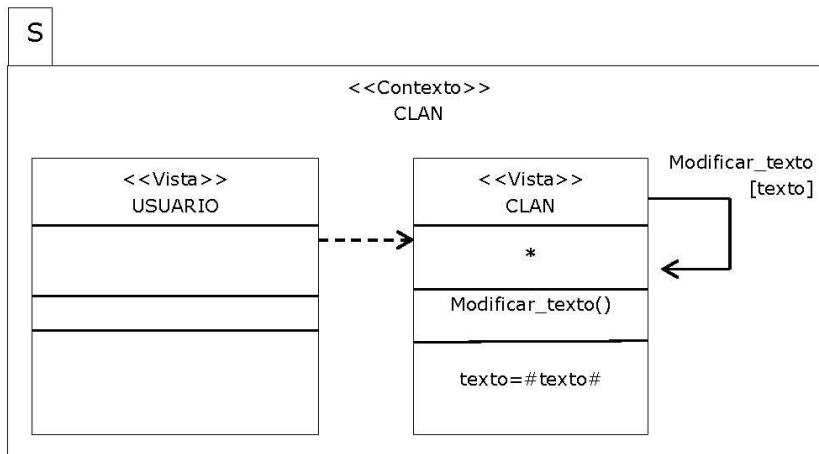 S
<<Contexto>>
CLAN
<<Vista>>
USUARIO
<<Vista>>
CLAN
*
Modificar_texto()
texto=#texto#
Modificar_texto
[texto]